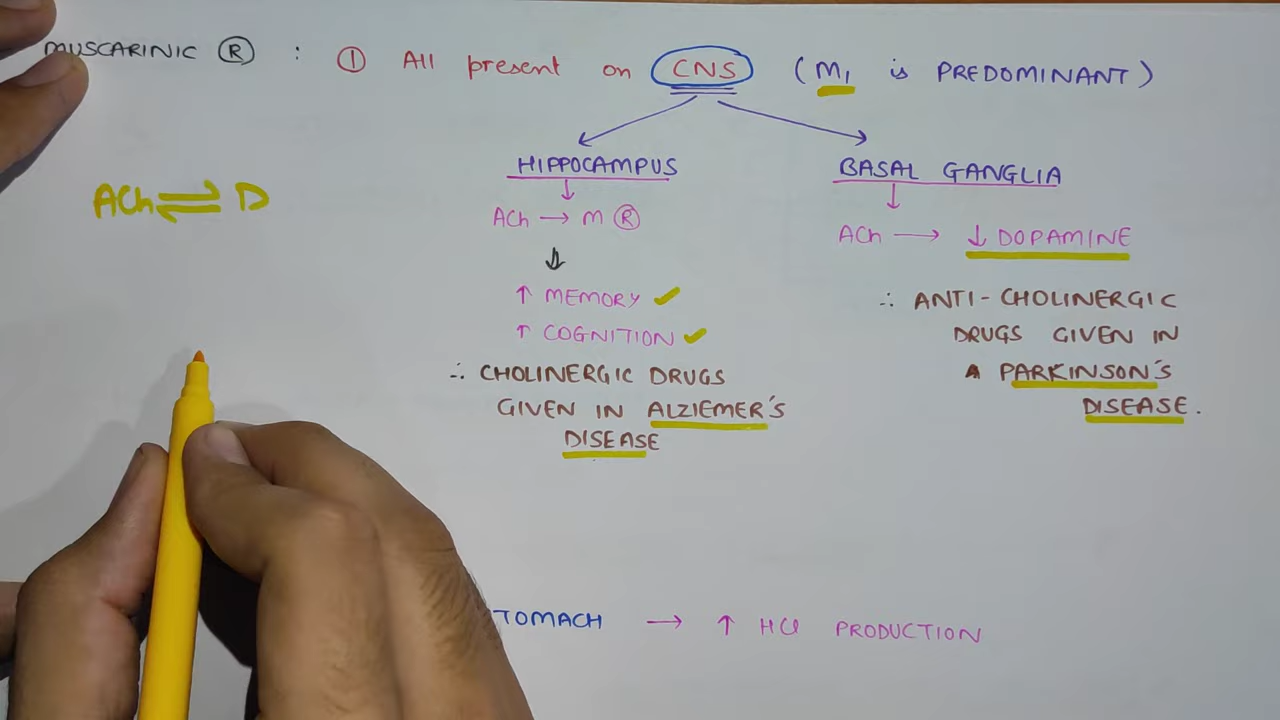 MUSCARINIC Ⓡ : ① All present on CNS (M₁ is PREDOMINANT)
ACh ⇌ D
HIPPOCAMPUS
ACh → m Ⓡ
↓
↑ MEMORY ✓
↑ COGNITION ✓
∴ CHOLINERGIC DRUGS
GIVEN IN ALZIEMER'S
DISEASE
BASAL GANGLIA
ACh → ↓ DOPAMINE
∴ ANTI-CHOLINERGIC
DRUGS GIVEN IN
PARKINSON'S
DISEASE.
TOMACH → ↑ HCl PRODUCTION